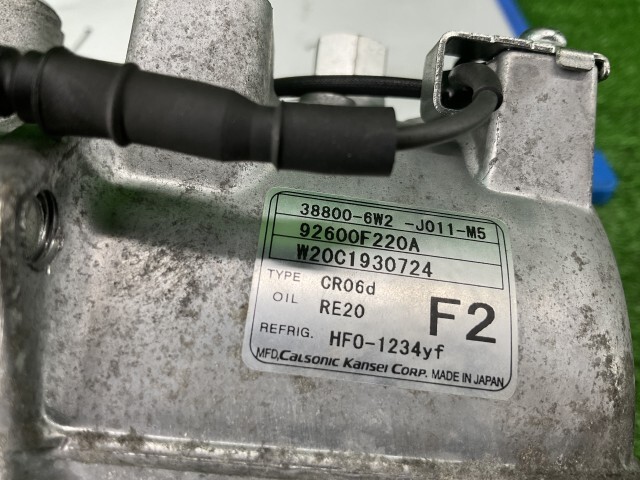 38800-6W2 -J011-M5
92600F220A
W20C1930724
TYPE CR06d
OIL RE20
F2
REFRIG. HFO-1234yf
MFD, CALSONIC KANSEI CORP. MADE IN JAPAN